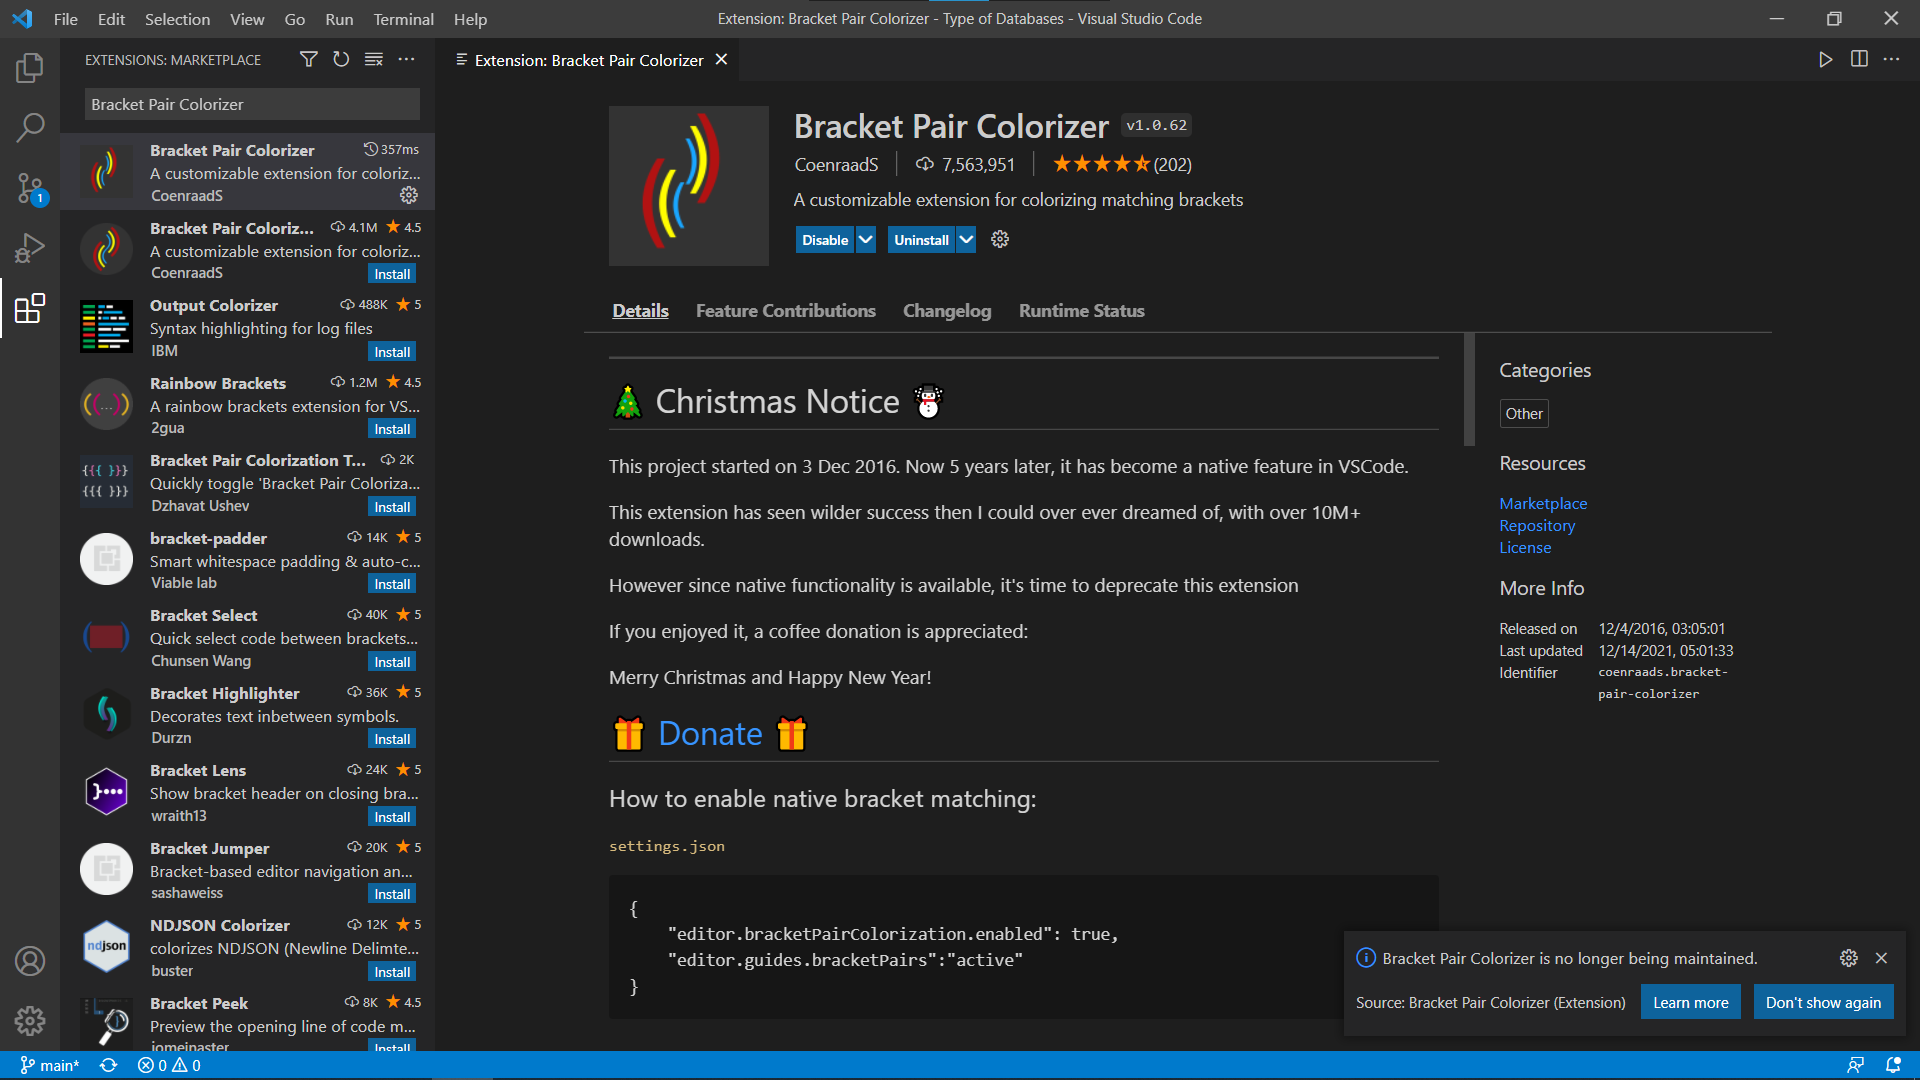 File Edit Selection View Go Run Terminal Help
Extension: Bracket Pair Colorizer - Type of Databases - Visual Studio Code
EXTENSIONS: MARKETPLACE
Bracket Pair Colorizer
Bracket Pair Colorizer 357ms
A customizable extension for coloriz...
CoenraadS
Bracket Pair Coloriz... 4.1M 4.5
A customizable extension for coloriz...
CoenraadS Install
Output Colorizer 488K 5
Syntax highlighting for log files
IBM Install
Rainbow Brackets 1.2M 4.5
A rainbow brackets extension for VS...
2gua Install
Bracket Pair Colorization T... 2K
Quickly toggle 'Bracket Pair Coloriza...
Dzhavat Ushev Install
bracket-padder 14K 5
Smart whitespace padding & auto-c...
Viable lab Install
Bracket Select 40K 5
Quick select code between brackets...
Chunsen Wang Install
Bracket Highlighter 36K 5
Decorates text inbetween symbols.
Durzn Install
Bracket Lens 24K 5
Show bracket header on closing bra...
wraith13 Install
Bracket Jumper 20K 5
Bracket-based editor navigation an...
sashaweiss Install
ndjson
NDJSON Colorizer 12K 5
colorizes NDJSON (Newline Delimte...
buster Install
Bracket Peek 8K 4.5
Preview the opening line of code m...
jomeinaster Install
1
Extension: Bracket Pair Colorizer
Bracket Pair Colorizer v1.0.62
CoenraadS 7,563,951 (202)
A customizable extension for colorizing matching brackets
Disable Uninstall
Details Feature Contributions Changelog Runtime Status
Christmas Notice
This project started on 3 Dec 2016. Now 5 years later, it has become a native feature in VSCode.
This extension has seen wilder success then I could over ever dreamed of, with over 10M+
downloads.
However since native functionality is available, it's time to deprecate this extension
If you enjoyed it, a coffee donation is appreciated:
Merry Christmas and Happy New Year!
Donate
How to enable native bracket matching:
settings.json
{
"editor.bracketPairColorization.enabled": true,
"editor.guides.bracketPairs":"active"
}
Categories
Other
Resources
Marketplace
Repository
License
More Info
Released on 12/4/2016, 03:05:01
Last updated 12/14/2021, 05:01:33
Identifier coenraads.bracket-
pair-colorizer
Bracket Pair Colorizer is no longer being maintained.
Source: Bracket Pair Colorizer (Extension) Learn more Don't show again
main* 0 0